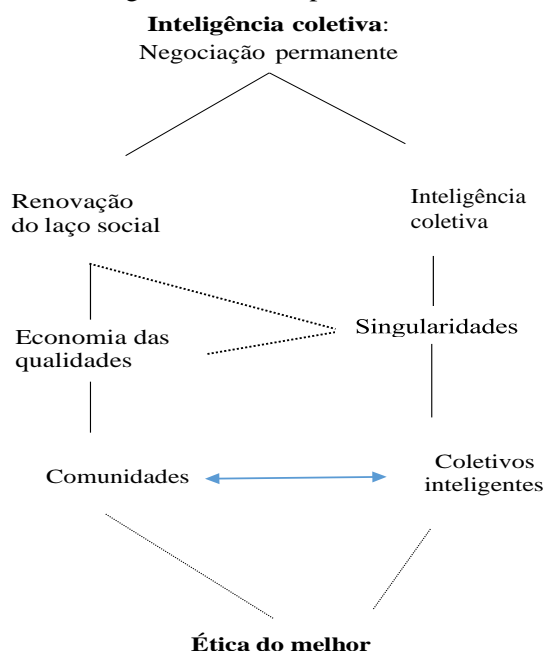 Inteligência coletiva:
Negociação permanente
Renovação
do laço social
Inteligência
coletiva
Economia das
qualidades
Singularidades
Comunidades
Coletivos
inteligentes
Ética do melhor